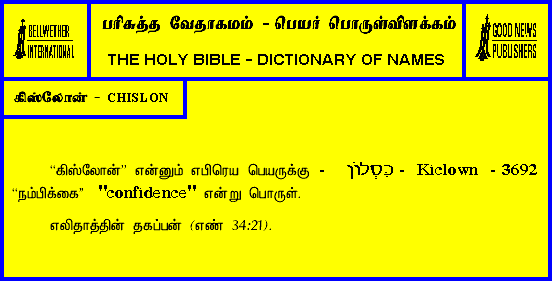 BELLWETHER
INTERNATIONAL
பரிசுத்த வேதாகமம் - பெயர் பொருள்விளக்கம்
THE HOLY BIBLE - DICTIONARY OF NAMES
GOOD NEWS
PUBLISHERS
கிஸ்லோன் - CHISLON
“கிஸ்லோன்” என்னும் எபிரெய பெயருக்கு - כִּסְלוֹן - Kiclown - 3692
“நம்பிக்கை” "confidence" என்று பொருள்.
எலிதாத்தின் தகப்பன் (எண் 34:21).